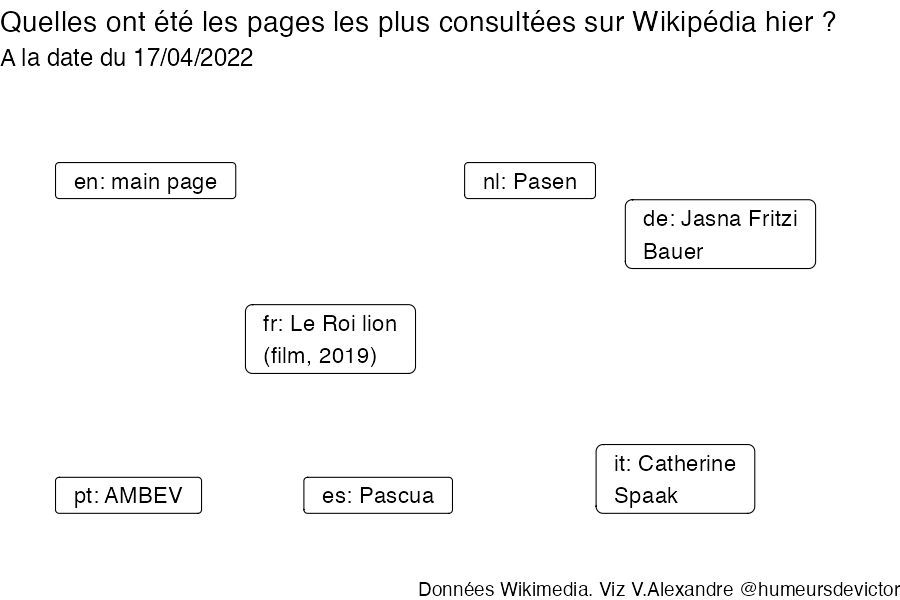 Quelles ont été les pages les plus consultées sur Wikipédia hier ?
A la date du 17/04/2022
en: main page
nl: Pasen
de: Jasna Fritzi
Bauer
fr: Le Roi lion
(film, 2019)
it: Catherine
Spaak
pt: AMBEV
es: Pascua
Données Wikimedia. Viz V.Alexandre @humeursdevictor